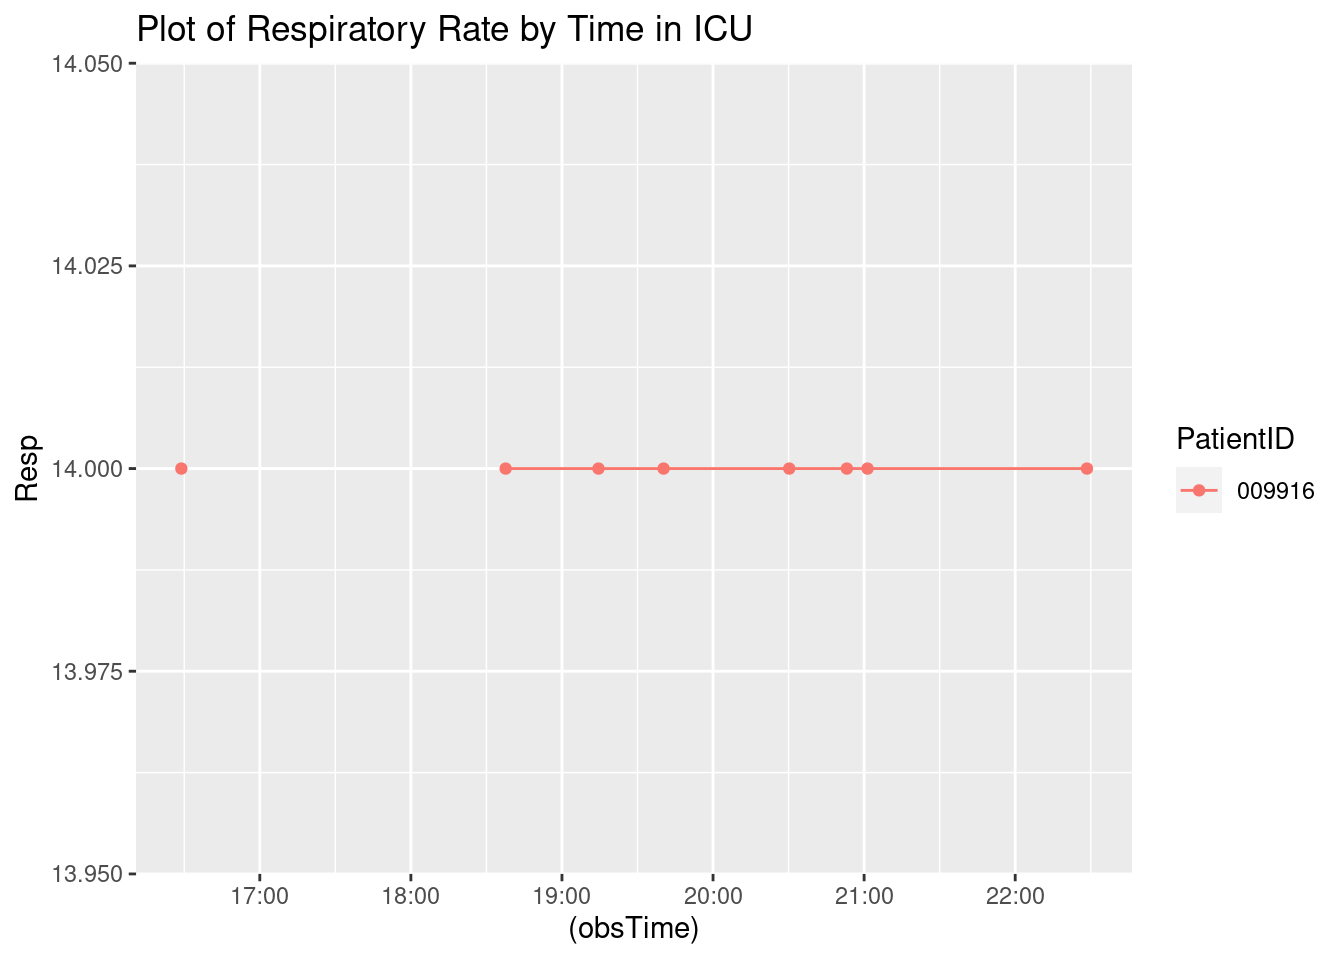 Plot of Respiratory Rate by Time in ICU
14.050
14.025
14.000
13.975
13.950
Resp
17:00 18:00 19:00 20:00 21:00 22:00
(obsTime)
PatientID
009916